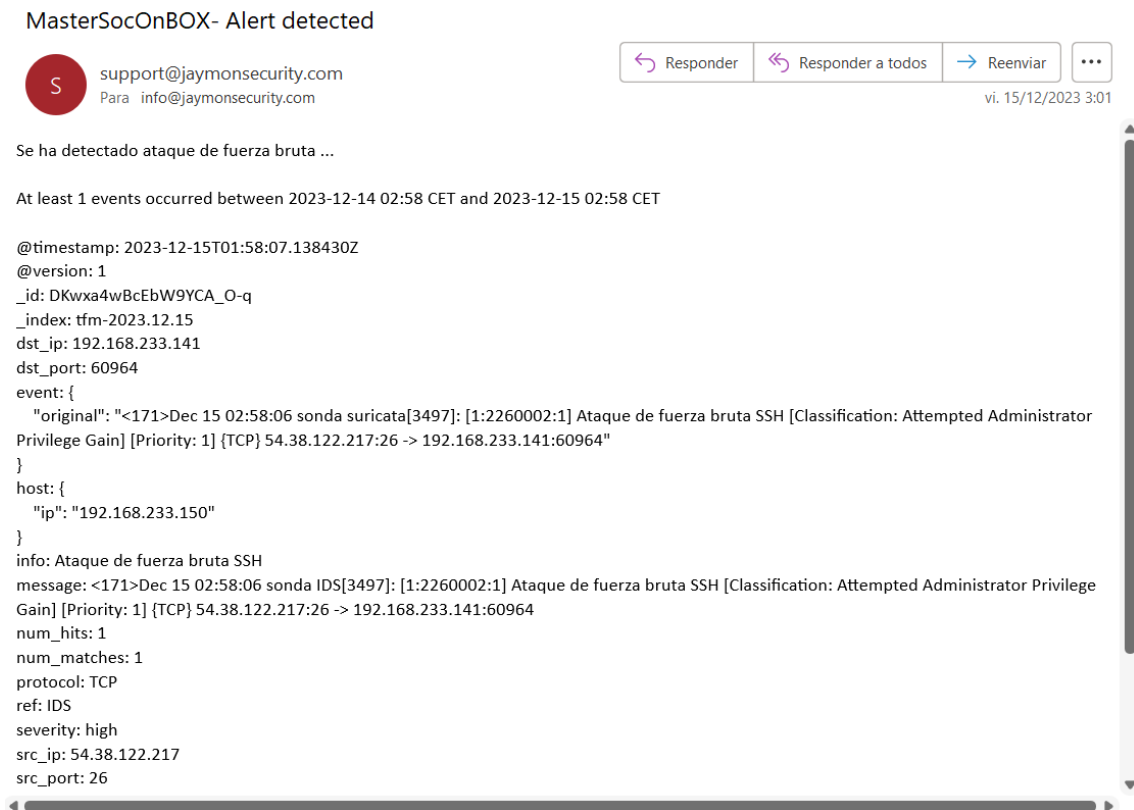 MasterSocOnBOX- Alert detected
S
support@jaymonsecurity.com
Para info@jaymonsecurity.com
Responder
Responder a todos
Reenviar
vi. 15/12/2023 3:01
Se ha detectado ataque de fuerza bruta ...
At least 1 events occurred between 2023-12-14 02:58 CET and 2023-12-15 02:58 CET
@timestamp: 2023-12-15T01:58:07.138430Z
@version: 1
_id: DKwxa4wBcEbW9YCA_O-q
_index: tfm-2023.12.15
dst_ip: 192.168.233.141
dst_port: 60964
event: {
"original": "<171>Dec 15 02:58:06 sonda suricata[3497]: [1:2260002:1] Ataque de fuerza bruta SSH [Classification: Attempted Administrator
Privilege Gain] [Priority: 1] {TCP} 54.38.122.217:26 -> 192.168.233.141:60964"
}
host: {
"ip": "192.168.233.150"
}
info: Ataque de fuerza bruta SSH
message: <171>Dec 15 02:58:06 sonda IDS[3497]: [1:2260002:1] Ataque de fuerza bruta SSH [Classification: Attempted Administrator Privilege
Gain] [Priority: 1] {TCP} 54.38.122.217:26 -> 192.168.233.141:60964
num_hits: 1
num_matches: 1
protocol: TCP
ref: IDS
severity: high
src_ip: 54.38.122.217
src_port: 26